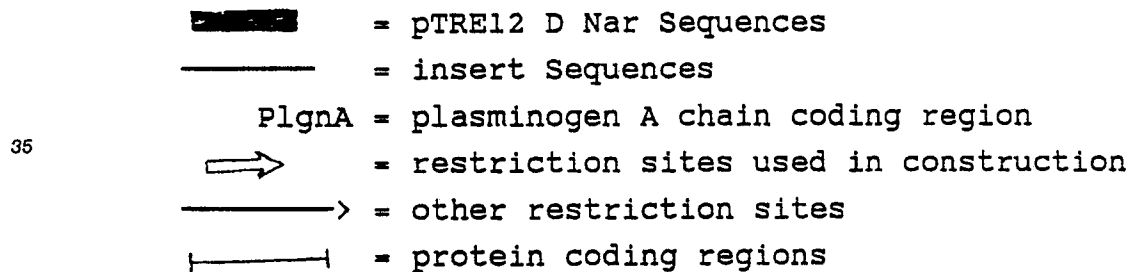 = pTRE12 D Nar Sequences
= insert Sequences
PlgnA = plasminogen A chain coding region
35
= restriction sites used in construction
= other restriction sites
= protein coding regions